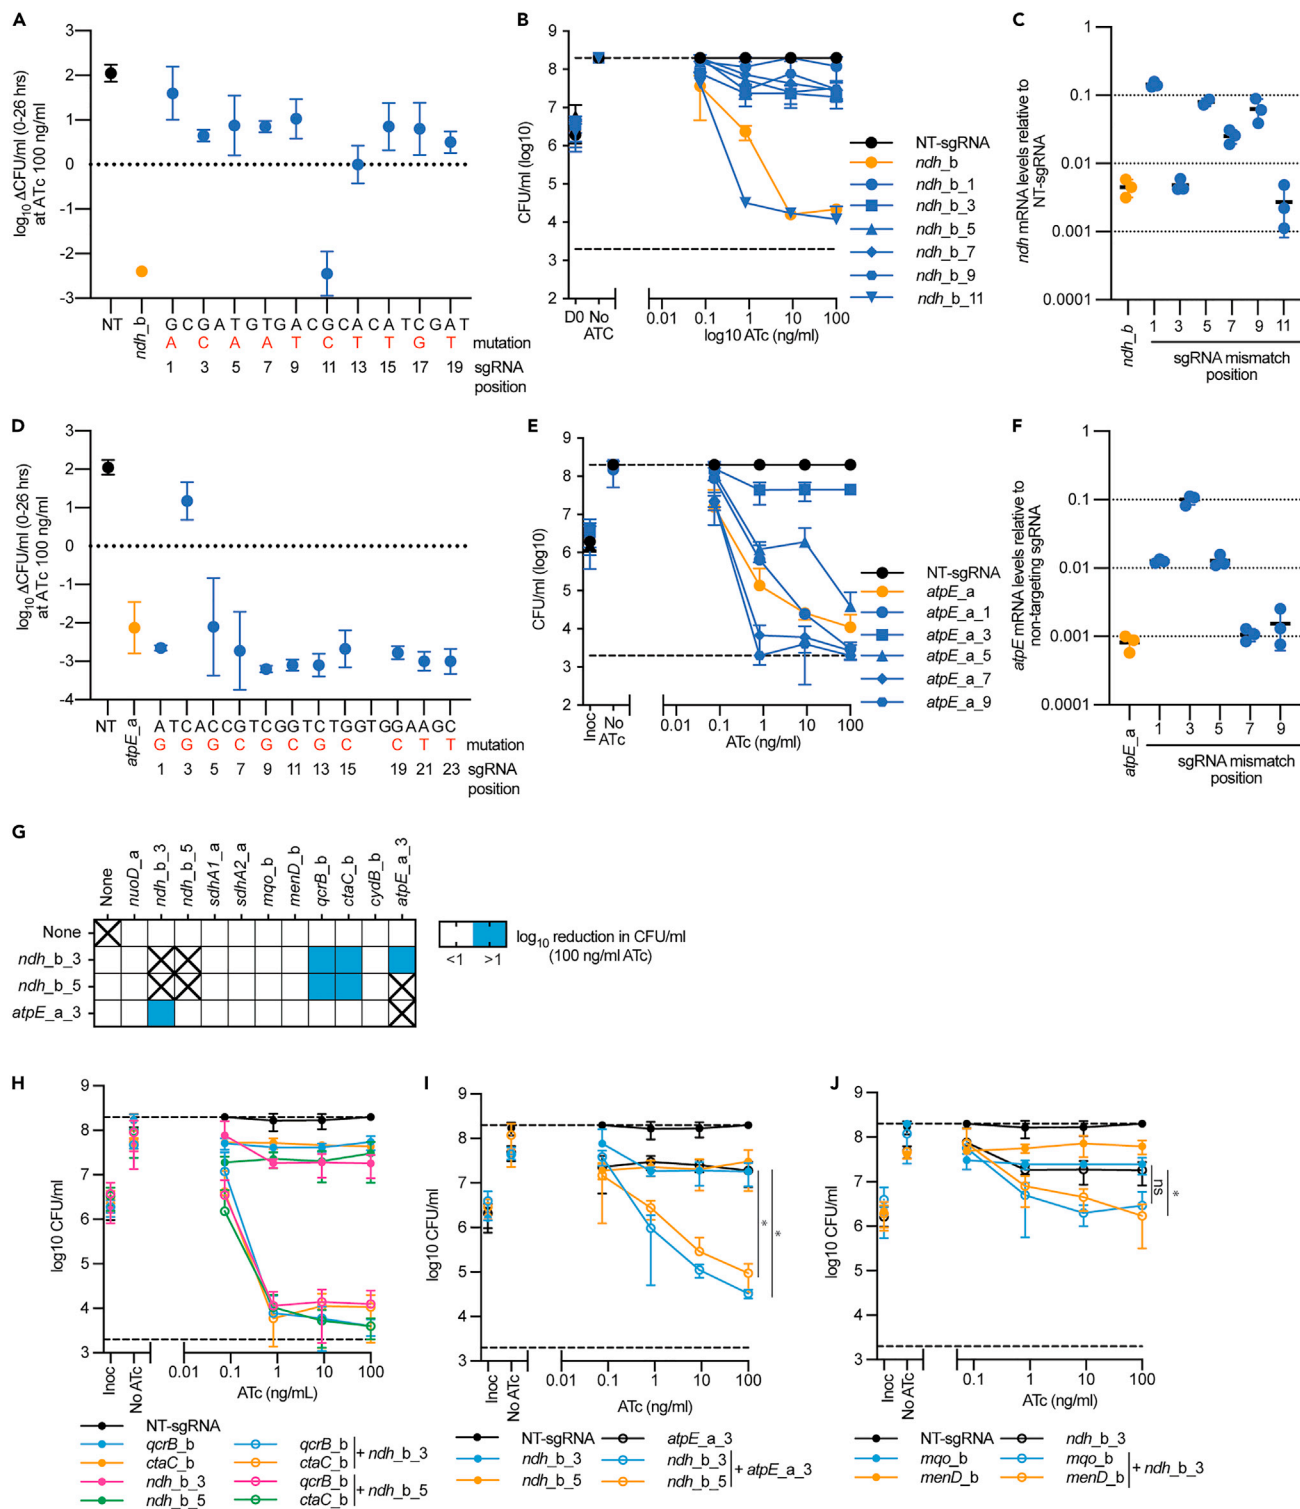 A
log10 ΔCFU/ml (0-26 hrs)
at ATc 100 ng/ml
3
2
1
0
-1
-2
-3
NT
ndh_b
GCGATGTGACGCACATCGAT
A C A A T C T T G T mutation
1 3 5 7 9 11 13 15 17 19 sgRNA
position
B
CFU/ml (log10)
9
8
7
6
5
4
3
2
D0 No
ATC
0.01 0.1 1 10 100
log10 ATc (ng/ml)
NT-sgRNA
ndh_b
ndh_b_1
ndh_b_3
ndh_b_5
ndh_b_7
ndh_b_9
ndh_b_11
C
ndh mRNA levels relative to
NT-sgRNA
1
0.1
0.01
0.001
0.0001
ndh_b
1 3 5 7 9 11
sgRNA mismatch
position
D
log10 ΔCFU/ml (0-26 hrs)
at ATc 100 ng/ml
3
2
1
0
-1
-2
-3
-4
NT
atpE_a
ATCACCGTCGGTCTGGTGGAAGC
G G G C G C G C C T T mutation
1 3 5 7 9 11 13 15 19 21 23 sgRNA
position
E
CFU/ml (log10)
9
8
7
6
5
4
3
2
Inoc
No
ATc
0.01 0.1 1 10 100
ATc (ng/ml)
NT-sgRNA
atpE_a
atpE_a_1
atpE_a_3
atpE_a_5
atpE_a_7
atpE_a_9
F
atpE mRNA levels relative to
non-targeting sgRNA
1
0.1
0.01
0.001
0.0001
atpE_a
1 3 5 7 9
sgRNA mismatch
position
G
None
nuoD_a
ndh_b_3
ndh_b_5
sdhA1_a
sdhA2_a
mqo_b
menD_b
qcrB_b
ctaC_b
cydB_b
atpE_a_3
None
ndh_b_3
ndh_b_5
atpE_a_3
<1 >1
log10 reduction in CFU/ml
(100 ng/ml ATc)
H
log10 CFU/ml
9
8
7
6
5
4
3
Inoc
No ATc
0.01 0.1 1 10 100
ATc (ng/mL)
NT-sgRNA
qcrB_b
ctaC_b
ndh_b_3
ndh_b_5
qcrB_b
ctaC_b
+ ndh_b_3
qcrB_b
ctaC_b
+ ndh_b_5
I
log10 CFU/ml
9
8
7
6
5
4
3
Inoc
No ATc
0.01 0.1 1 10 100
ATc (ng/ml)
*
*
NT-sgRNA
ndh_b_3
ndh_b_5
atpE_a_3
ndh_b_3
ndh_b_5
+ atpE_a_3
J
log10 CFU/ml
9
8
7
6
5
4
3
Inoc
No ATc
0.1 1 10 100
ATc (ng/ml)
ns
*
NT-sgRNA
mqo_b
menD_b
ndh_b_3
mqo_b
menD_b
+ ndh_b_3